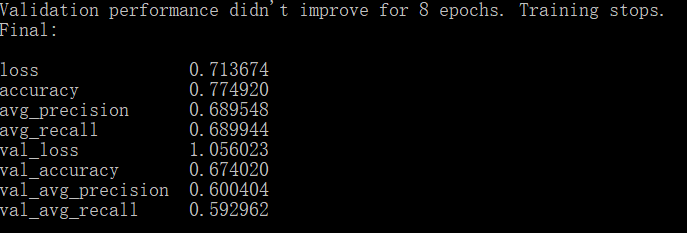 Validation performance didn't improve for 8 epochs. Training stops.
Final:
loss 0.713674
accuracy 0.774920
avg_precision 0.689548
avg_recall 0.689944
val_loss 1.056023
val_accuracy 0.674020
val_avg_precision 0.600404
val_avg_recall 0.592962